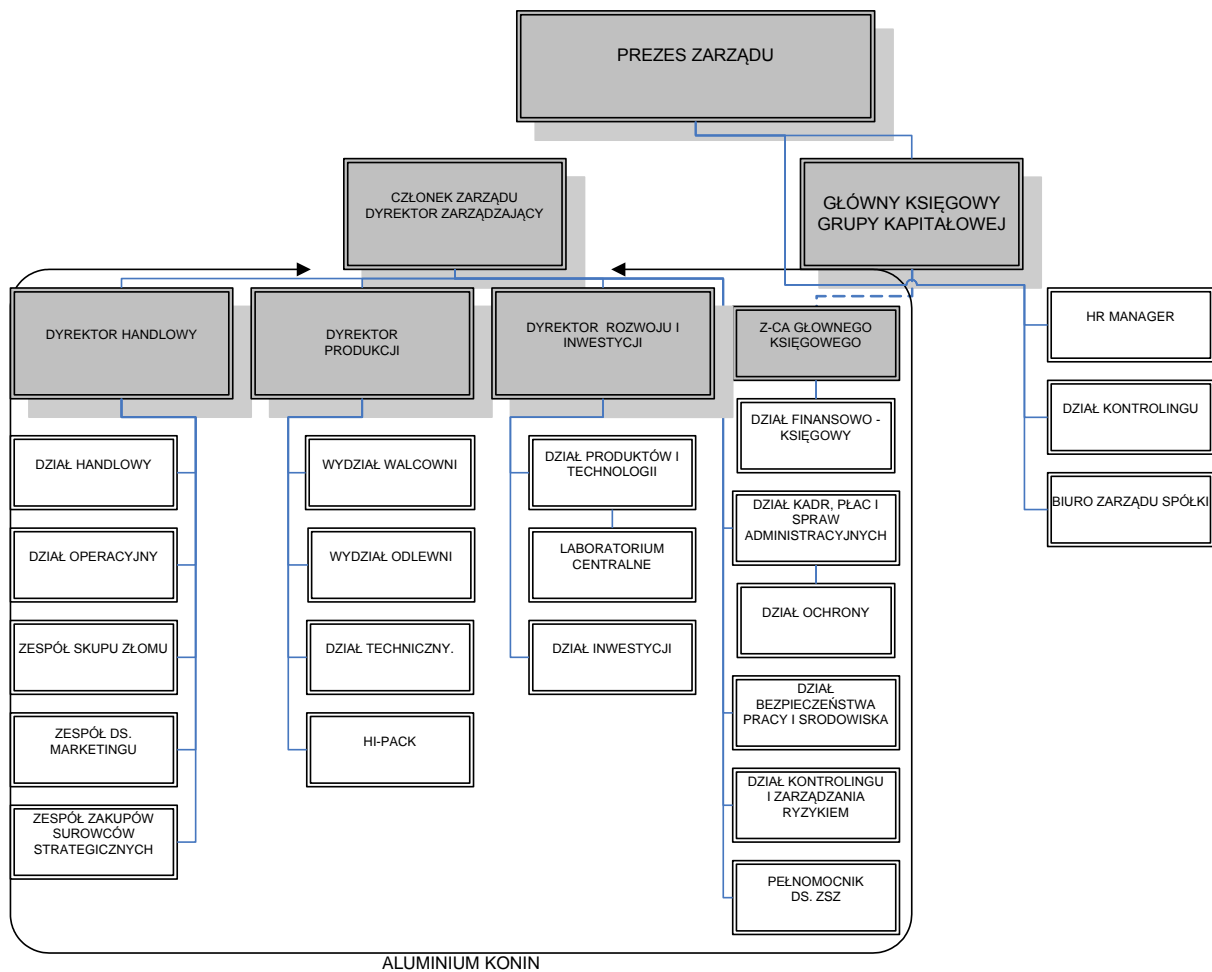 PREZES ZARZĄDU
CZŁONEK ZARZĄDU
DYREKTOR ZARZĄDZAJĄCY
GŁÓWNY KSIĘGOWY
GRUPY KAPITAŁOWEJ
DYREKTOR HANDLOWY
DYREKTOR
PRODUKCJI
DYREKTOR ROZWOJU I
INWESTYCJI
Z-CA GŁOWNEGO
KSIĘGOWEGO
HR MANAGER
DZIAŁ KONTROLINGU
BIURO ZARZĄDU SPÓŁKI
DZIAŁ HANDLOWY
DZIAŁ OPERACYJNY
ZESPÓŁ SKUPU ZŁOMU
ZESPÓŁ DS.
MARKETINGU
ZESPÓŁ ZAKUPÓW
SUROWCÓW
STRATEGICZNYCH
WYDZIAŁ WALCOWNI
WYDZIAŁ ODLEWNI
DZIAŁ TECHNICZNY.
HI-PACK
DZIAŁ PRODUKTÓW I
TECHNOLOGII
LABORATORIUM
CENTRALNE
DZIAŁ INWESTYCJI
DZIAŁ FINANSOWO -
KSIĘGOWY
DZIAŁ KADR, PŁAC I
SPRAW
ADMINISTRACYJNYCH
DZIAŁ OCHRONY
DZIAŁ
BEZPIECZEŃSTWA
PRACY I SRODOWISKA
DZIAŁ KONTROLINGU
I ZARZĄDZANIA
RYZYKIEM
PEŁNOMOCNIK
DS. ZSZ
ALUMINIUM KONIN